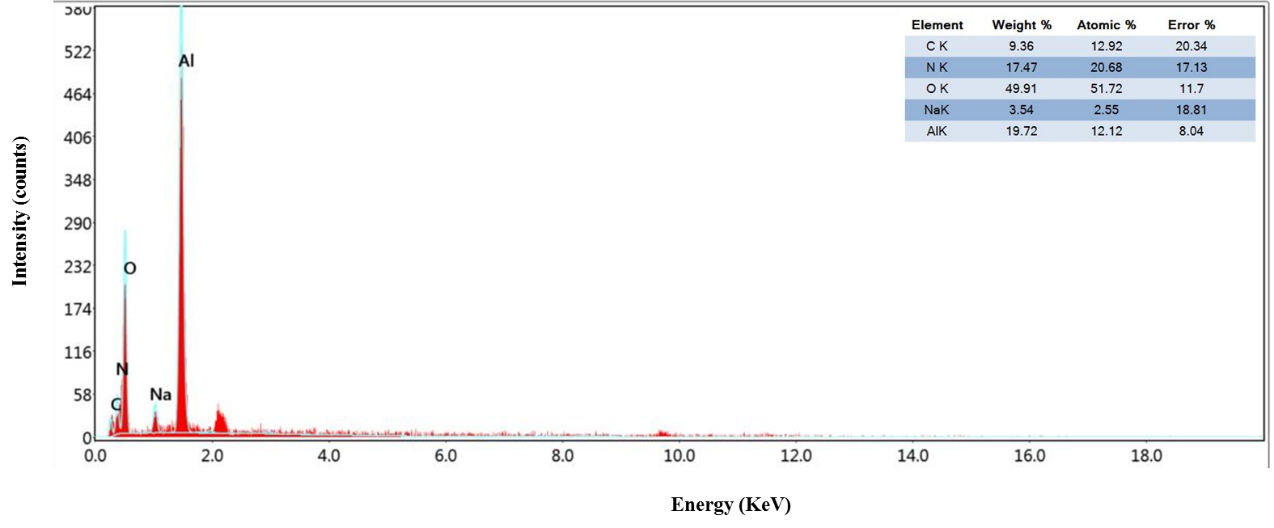 580
522
464
406
348
290
232
174
116
58
0
Intensity (counts)
C
N
O
Na
Al
0.0 2.0 4.0 6.0 8.0 10.0 12.0 14.0 16.0 18.0
Energy (KeV)
Element Weight % Atomic % Error %
C K 9.36 12.92 20.34
N K 17.47 20.68 17.13
O K 49.91 51.72 11.7
NaK 3.54 2.55 18.81
AlK 19.72 12.12 8.04